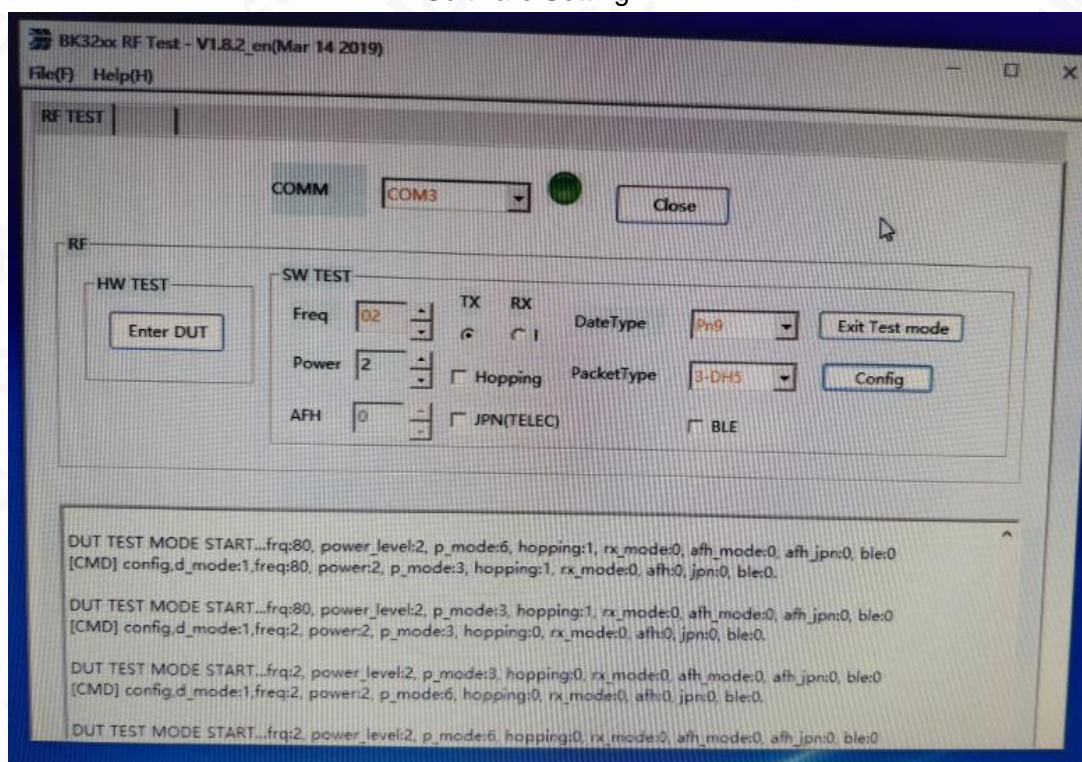 BK32xx RF Test - V1.8.2_en(Mar 14 2019)
File(F) Help(H)
RF TEST
COMM COM3 Close
RF
HW TEST SW TEST
Enter DUT
Freq 02 TX RX DateType Pn9 Exit Test mode
Power 2 Hopping PacketType 3-DH5 Config
AFH 0 JPN(TELEC) BLE
DUT TEST MODE START...frq:80, power_level:2, p_mode:6, hopping:1, rx_mode:0, afh_mode:0, afh_jpn:0, ble:0
[CMD] config,d_mode:1,freq:80, power:2, p_mode:3, hopping:1, rx_mode:0, afh:0, jpn:0, ble:0.
DUT TEST MODE START...frq:80, power_level:2, p_mode:3, hopping:1, rx_mode:0, afh_mode:0, afh_jpn:0, ble:0
[CMD] config,d_mode:1,freq:2, power:2, p_mode:3, hopping:0, rx_mode:0, afh:0, jpn:0, ble:0.
DUT TEST MODE START...frq:2, power_level:2, p_mode:3, hopping:0, rx_mode:0, afh_mode:0, afh_jpn:0, ble:0
[CMD] config,d_mode:1,freq:2, power:2, p_mode:6, hopping:0, rx_mode:0, afh:0, jpn:0, ble:0.
DUT TEST MODE START...frq:2, power_level:2, p_mode:6, hopping:0, rx_mode:0, afh_mode:0, afh_jpn:0, ble:0